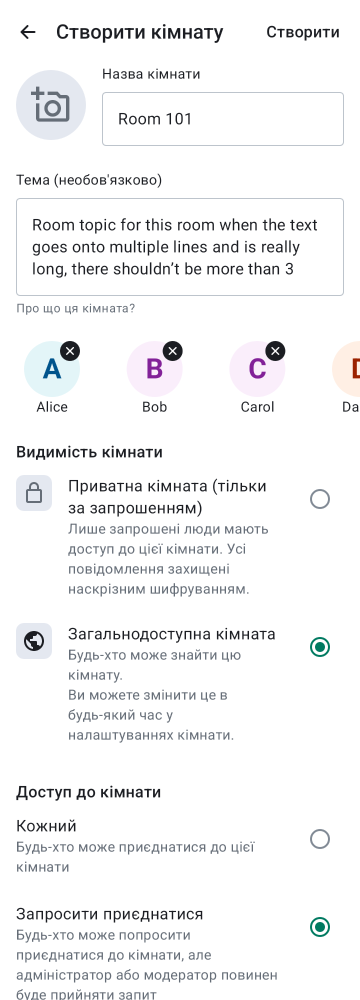 Створити кімнату
Створити
Назва кімнати
Room 101
Тема (необов'язково)
Room topic for this room when the text
goes onto multiple lines and is really
long, there shouldn’t be more than 3
Про що ця кімната?
A B C D
Alice Bob Carol Da
Видимість кімнати
Приватна кімната (тільки
за запрошенням)
Лише запрошені люди мають
доступ до цієї кімнати. Усі
повідомлення захищені
наскрізним шифруванням.
Загальнодоступна кімната
Будь-хто може знайти цю
кімнату.
Ви можете змінити це в
будь-який час у
налаштуваннях кімнати.
Доступ до кімнати
Кожний
Будь-хто може приєднатися до цієї
кімнати
Запросити приєднатися
Будь-хто може попросити
приєднатися до кімнати, але
адміністратор або модератор повинен
буде прийняти запит